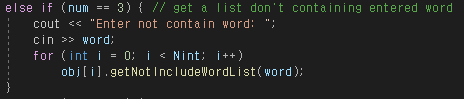 else if (num == 3) { // get a list don't containing entered word
cout << "Enter not contain word: ";
cin >> word;
for (int i = 0; i < Nint; i++)
obj[i].getNotIncludeWordList(word);
}